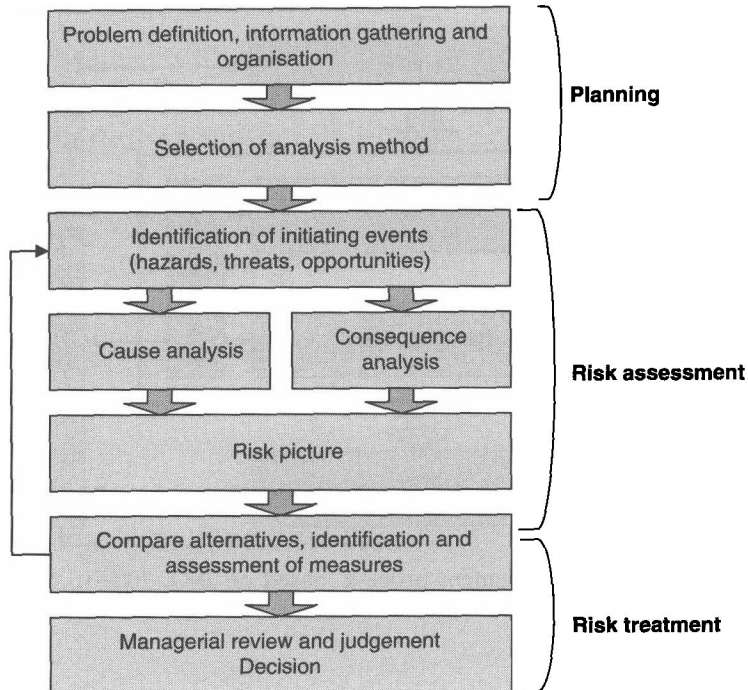 Problem definition, information gathering and
organisation
Planning
Selection of analysis method
Identification of initiating events
(hazards, threats, opportunities)
Cause analysis
Consequence
analysis
Risk assessment
Risk picture
Compare alternatives, identification and
assessment of measures
Managerial review and judgement
Decision
Risk treatment